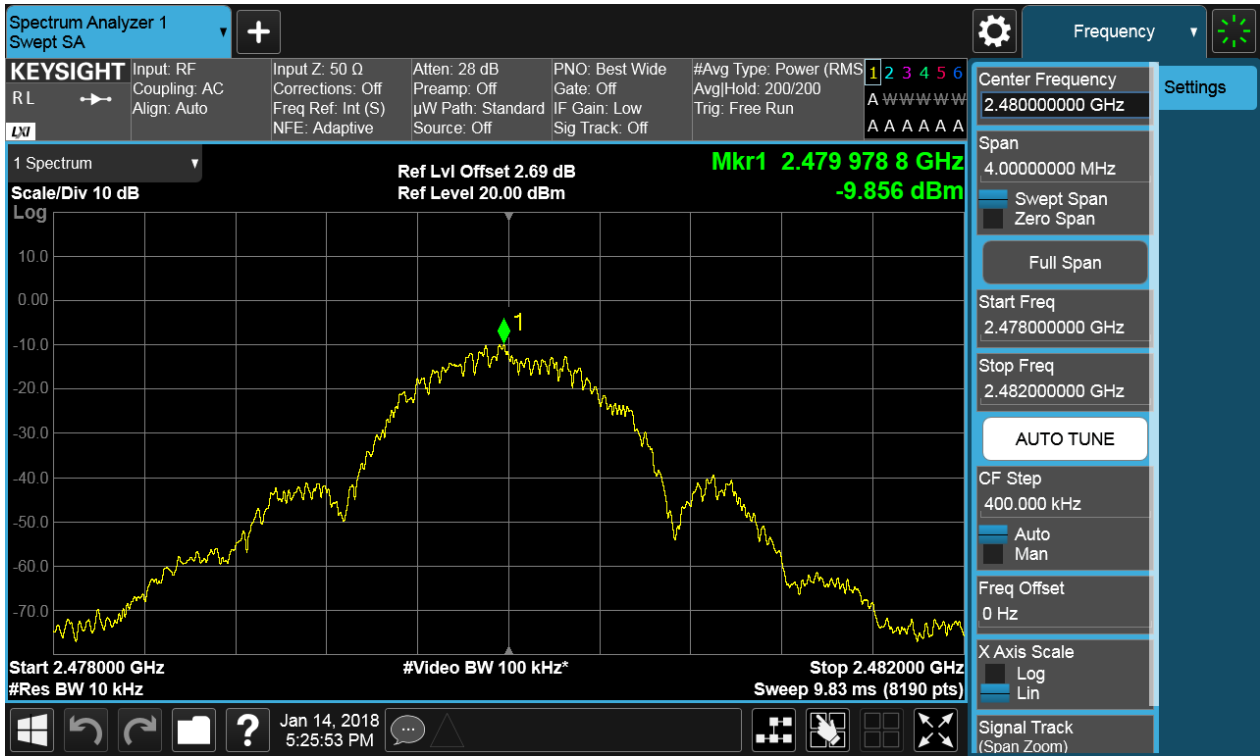 Spectrum Analyzer 1
Swept SA
+
Frequency
KEYSIGHT
RL
LXI
Input: RF
Coupling: AC
Align: Auto
Input Z: 50 Ω
Corrections: Off
Freq Ref: Int (S)
NFE: Adaptive
Atten: 28 dB
Preamp: Off
µW Path: Standard
Source: Off
PNO: Best Wide
Gate: Off
IF Gain: Low
Sig Track: Off
#Avg Type: Power (RMS
Avg|Hold: 200/200
Trig: Free Run
1 2 3 4 5 6
A W W W W W
A A A A A A
1 Spectrum
Scale/Div 10 dB
Log
Ref Lvl Offset 2.69 dB
Ref Level 20.00 dBm
Mkr1 2.479 978 8 GHz
-9.856 dBm
10.0
0.00
-10.0
-20.0
-30.0
-40.0
-50.0
-60.0
-70.0
1
Start 2.478000 GHz
#Res BW 10 kHz
#Video BW 100 kHz*
Stop 2.482000 GHz
Sweep 9.83 ms (8190 pts)
Center Frequency
2.480000000 GHz
Span
4.00000000 MHz
Swept Span
Zero Span
Full Span
Start Freq
2.478000000 GHz
Stop Freq
2.482000000 GHz
AUTO TUNE
CF Step
400.000 kHz
Auto
Man
Freq Offset
0 Hz
X Axis Scale
Log
Lin
Signal Track
(Span Zoom)
Settings
?
Jan 14, 2018
5:25:53 PM